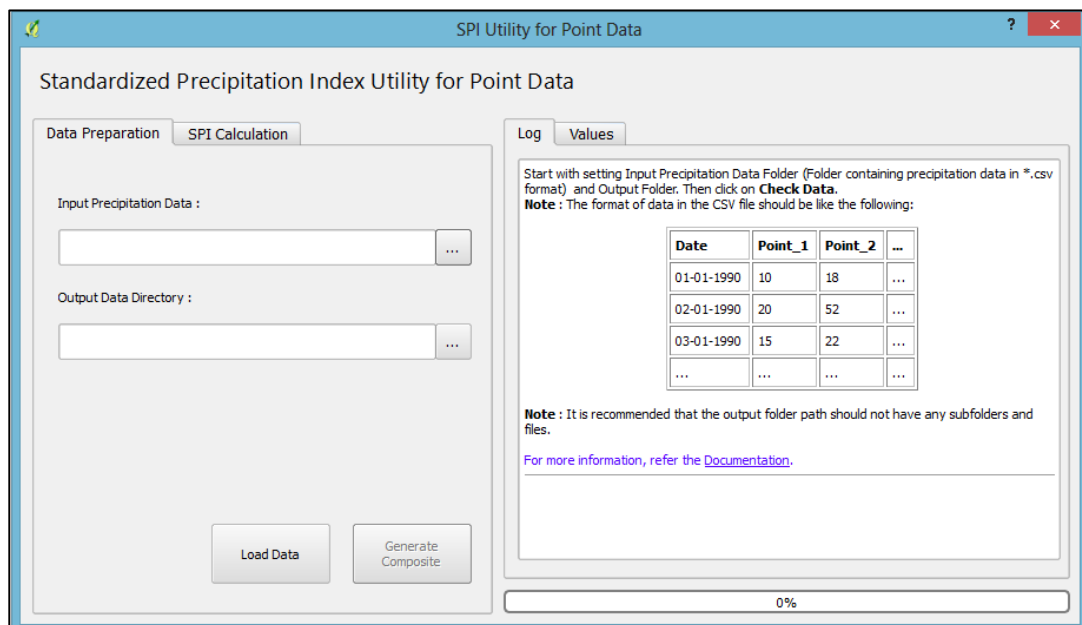 SPI Utility for Point Data
?
×
Standardized Precipitation Index Utility for Point Data
Data Preparation
SPI Calculation
Input Precipitation Data :
...
Output Data Directory :
...
Load Data
Generate
Composite
Log
Values
Start with setting Input Precipitation Data Folder (Folder containing precipitation data in *.csv
format) and Output Folder. Then click on Check Data.
Note : The format of data in the CSV file should be like the following:
Date Point_1 Point_2 ...
01-01-1990 10 18 ...
02-01-1990 20 52 ...
03-01-1990 15 22 ...
... ... ... ...
Note : It is recommended that the output folder path should not have any subfolders and
files.
For more information, refer the Documentation.
0%